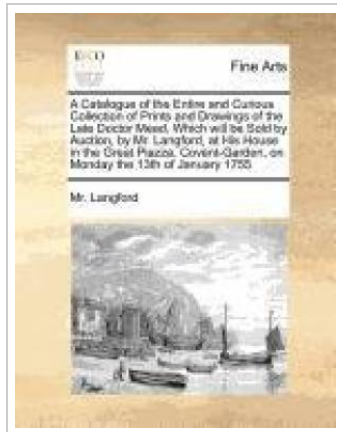 ECCO
Fine Arts
A Catalogue of the Entire and Curious
Collection of Prints and Drawings of the
Late Doctor Mead, Which will be Sold by
Auction, by Mr. Langford, at His House
in the Great Piazza, Covent-Garden, on
Monday the 13th of January 1755
Mr. Langford